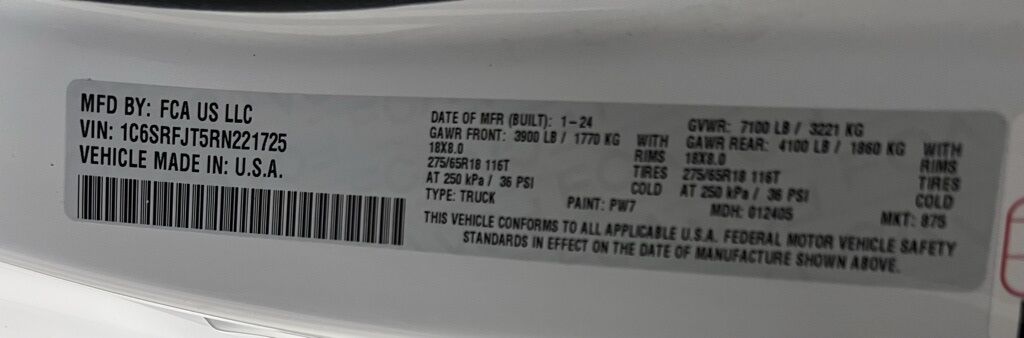 MFD BY: FCA US LLC
VIN: 1C6SRFJT5RN221725
VEHICLE MADE IN: U.S.A.
DATE OF MFR (BUILT): 1-24
GAWR FRONT: 3900 LB / 1770 KG WITH
18X8.0 RIMS
275/65R18 116T TIRES
AT 250 kPa / 36 PSI COLD
TYPE: TRUCK PAINT: PW7
GVWR: 7100 LB / 3221 KG
GAWR REAR: 4100 LB / 1860 KG WITH
18X8.0 RIMS
275/65R18 116T TIRES
AT 250 kPa / 36 PSI COLD
MDH: 012405 MKT: 875
THIS VEHICLE CONFORMS TO ALL APPLICABLE U.S.A. FEDERAL MOTOR VEHICLE SAFETY
STANDARDS IN EFFECT ON THE DATE OF MANUFACTURE SHOWN ABOVE.